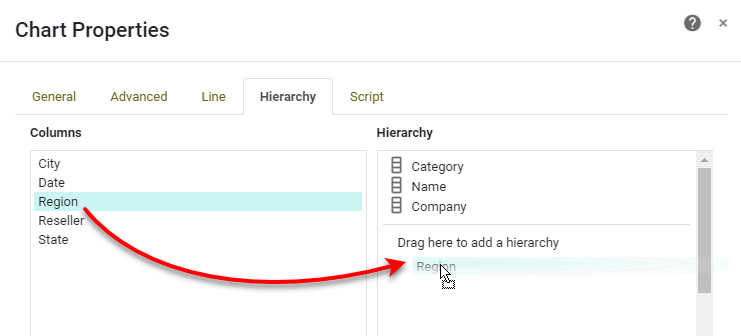 Chart Properties
General
Advanced
Line
Hierarchy
Script
Columns
City
Date
Region
Reseller
State
Hierarchy
Category
Name
Company
Drag here to add a hierarchy
Region